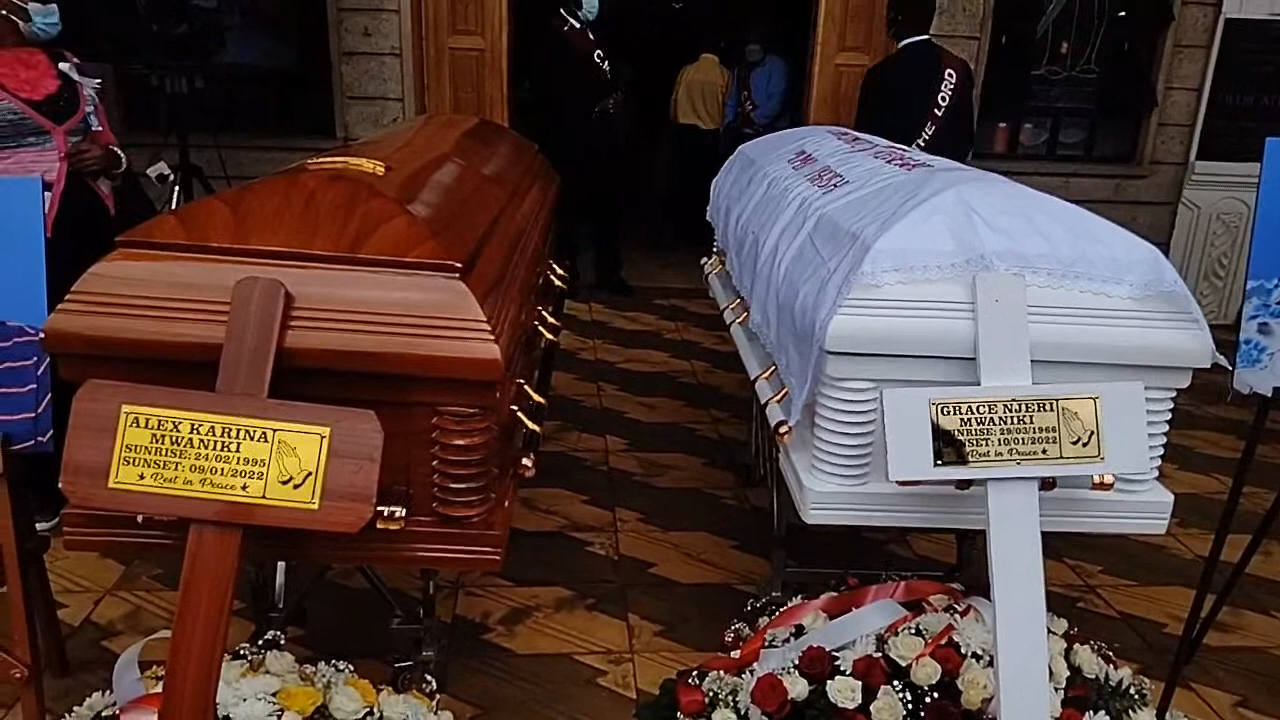 C.M
THE LORD
ALEX KARINA
MWANIKI
SUNRISE: 24/02/1995
SUNSET: 09/01/2022
Rest in Peace
GRACE NJERI
MWANIKI
SUNRISE: 29/03/1966
SUNSET: 10/01/2022
Rest in Peace